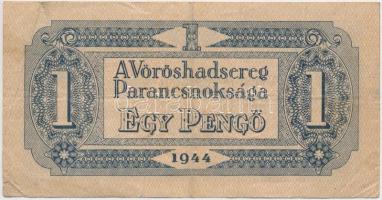 1
A Vöröshadsereg
Parancsnoksága
1 EGY PENGŐ 1
1944